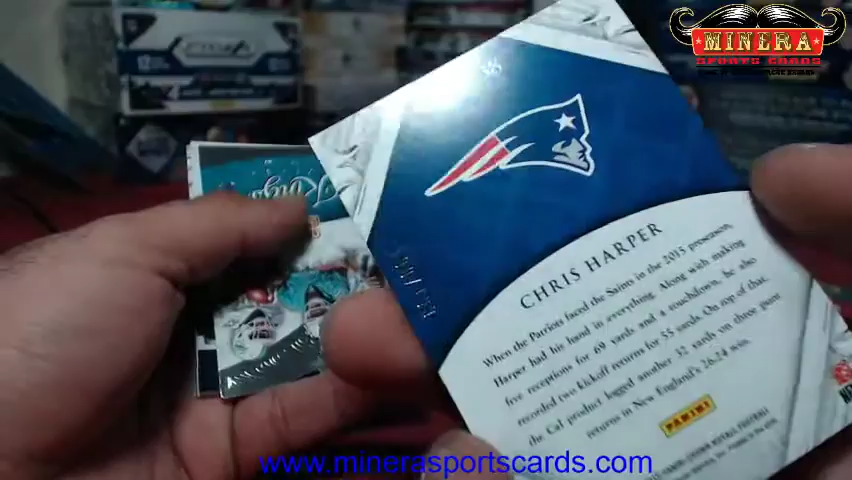 MINERA
SPORTS CARDS
CHRIS HARPER
When the Patriots faced the Saints in the 2015 preseason,
Harper had his hand in everything. Along with making
five receptions for 69 yards and a touchdown, he also
recorded two kickoff returns for 55 yards. On top of that,
the Cal product logged another 32 yards on three punt
returns in New England's 26-24 win.
PANINI
www.minerasportscards.com